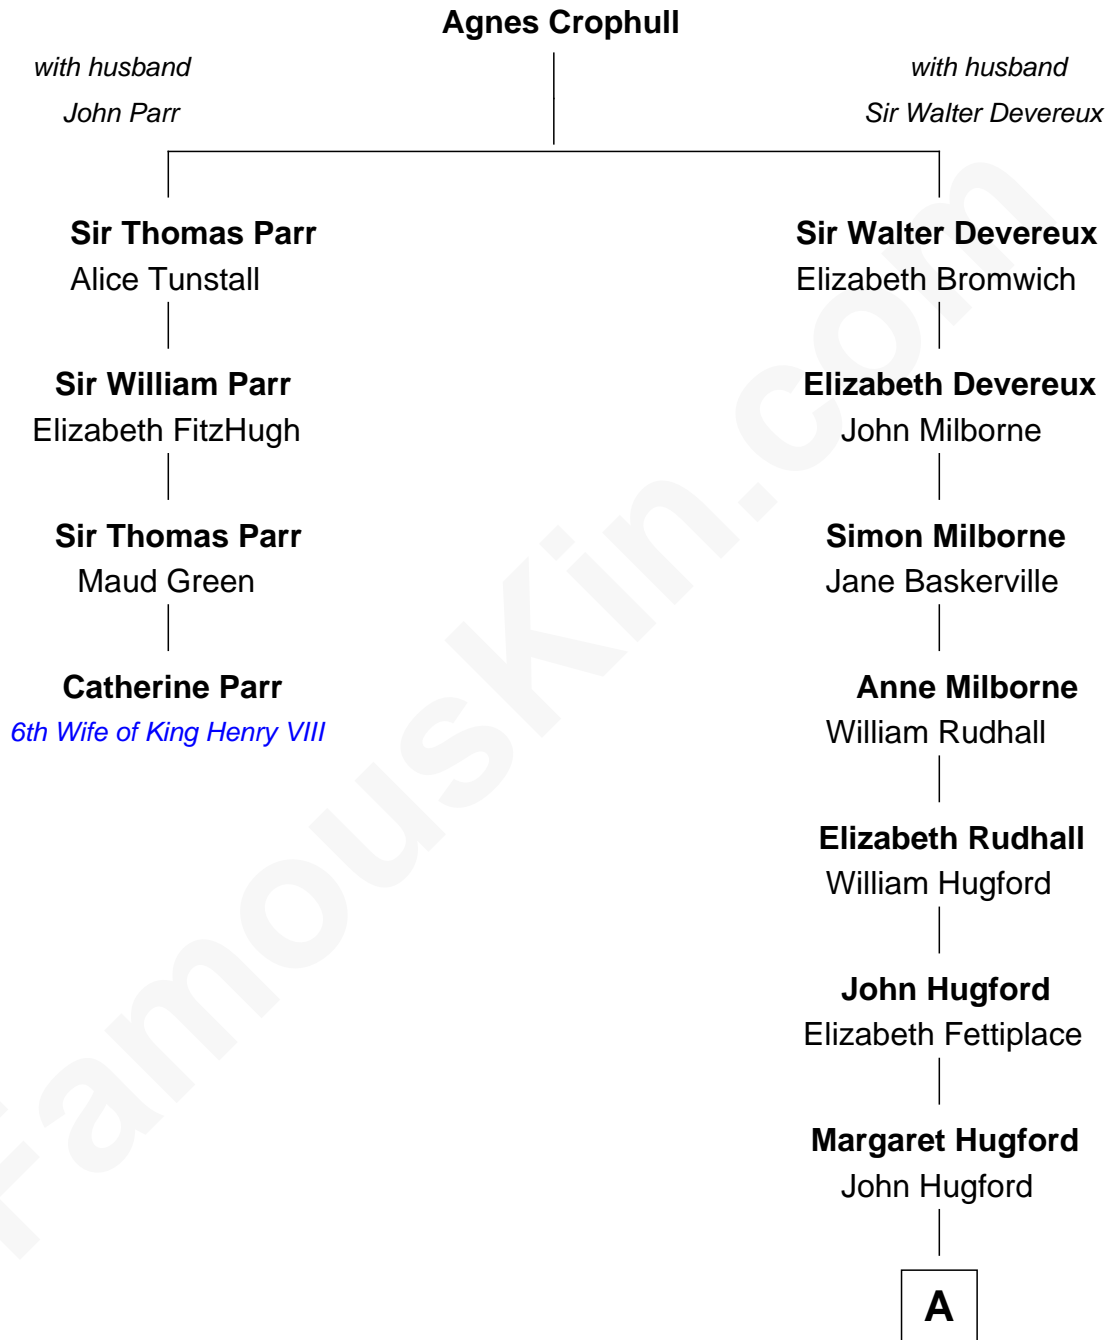 Agnes Crophull
with husband
John Parr
with husband
Sir Walter Devereux
Sir Thomas Parr
Alice Tunstall
Sir Walter Devereux
Elizabeth Bromwich
Sir William Parr
Elizabeth FitzHugh
Elizabeth Devereux
John Milborne
Sir Thomas Parr
Maud Green
Simon Milborne
Jane Baskerville
Catherine Parr
6th Wife of King Henry VIII
Anne Milborne
William Rudhall
Elizabeth Rudhall
William Hugford
John Hugford
Elizabeth Fettiplace
Margaret Hugford
John Hugford
A
FamousKin.com